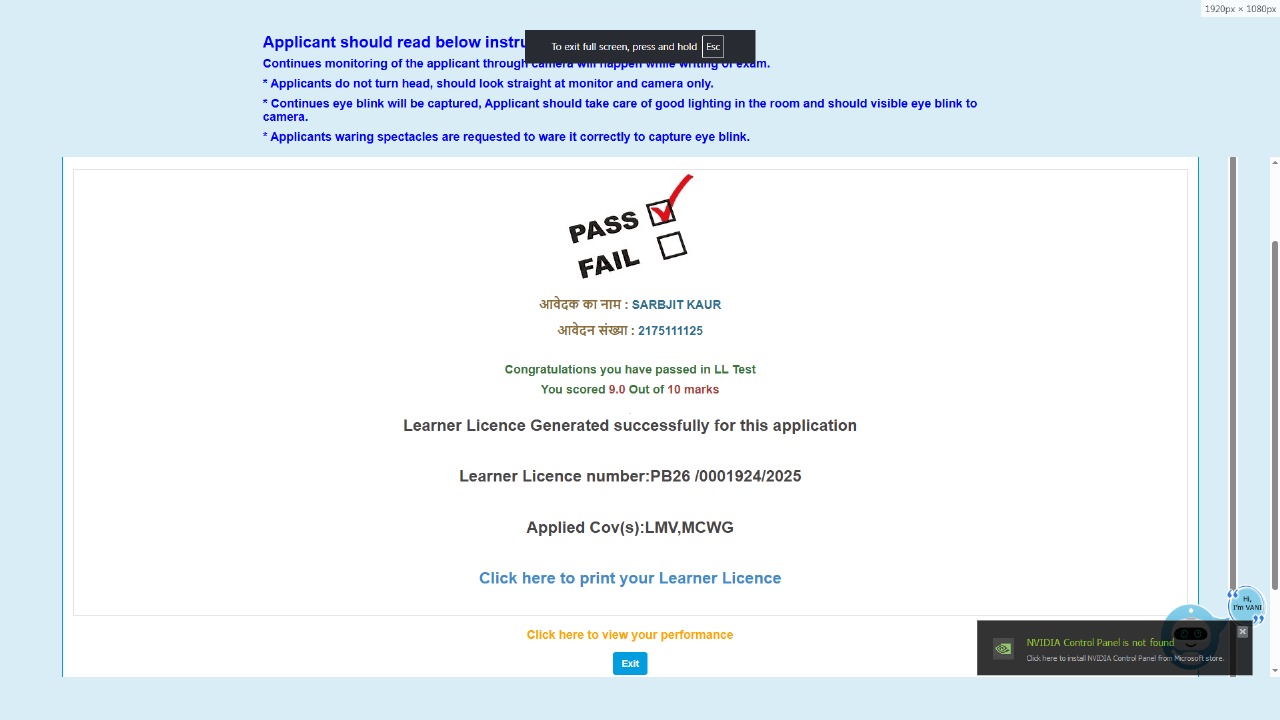 1920px × 1080px
Applicant should read below instru
To exit full screen, press and hold Esc
Continues monitoring of the applicant through camera will happen while writing of exam.
* Applicants do not turn head, should look straight at monitor and camera only.
* Continues eye blink will be captured, Applicant should take care of good lighting in the room and should visible eye blink to
camera.
* Applicants waring spectacles are requested to ware it correctly to capture eye blink.
PASS
FAIL
आवेदक का नाम : SARBJIT KAUR
आवेदन संख्या : 2175111125
Congratulations you have passed in LL Test
You scored 9.0 Out of 10 marks
Learner Licence Generated successfully for this application
Learner Licence number:PB26 /0001924/2025
Applied Cov(s):LMV,MCWG
Click here to print your Learner Licence
Hi,
I'm VANI
Click here to view your performance
NVIDIA Control Panel is not found
Click here to install NVIDIA Control Panel from Microsoft store.
Exit